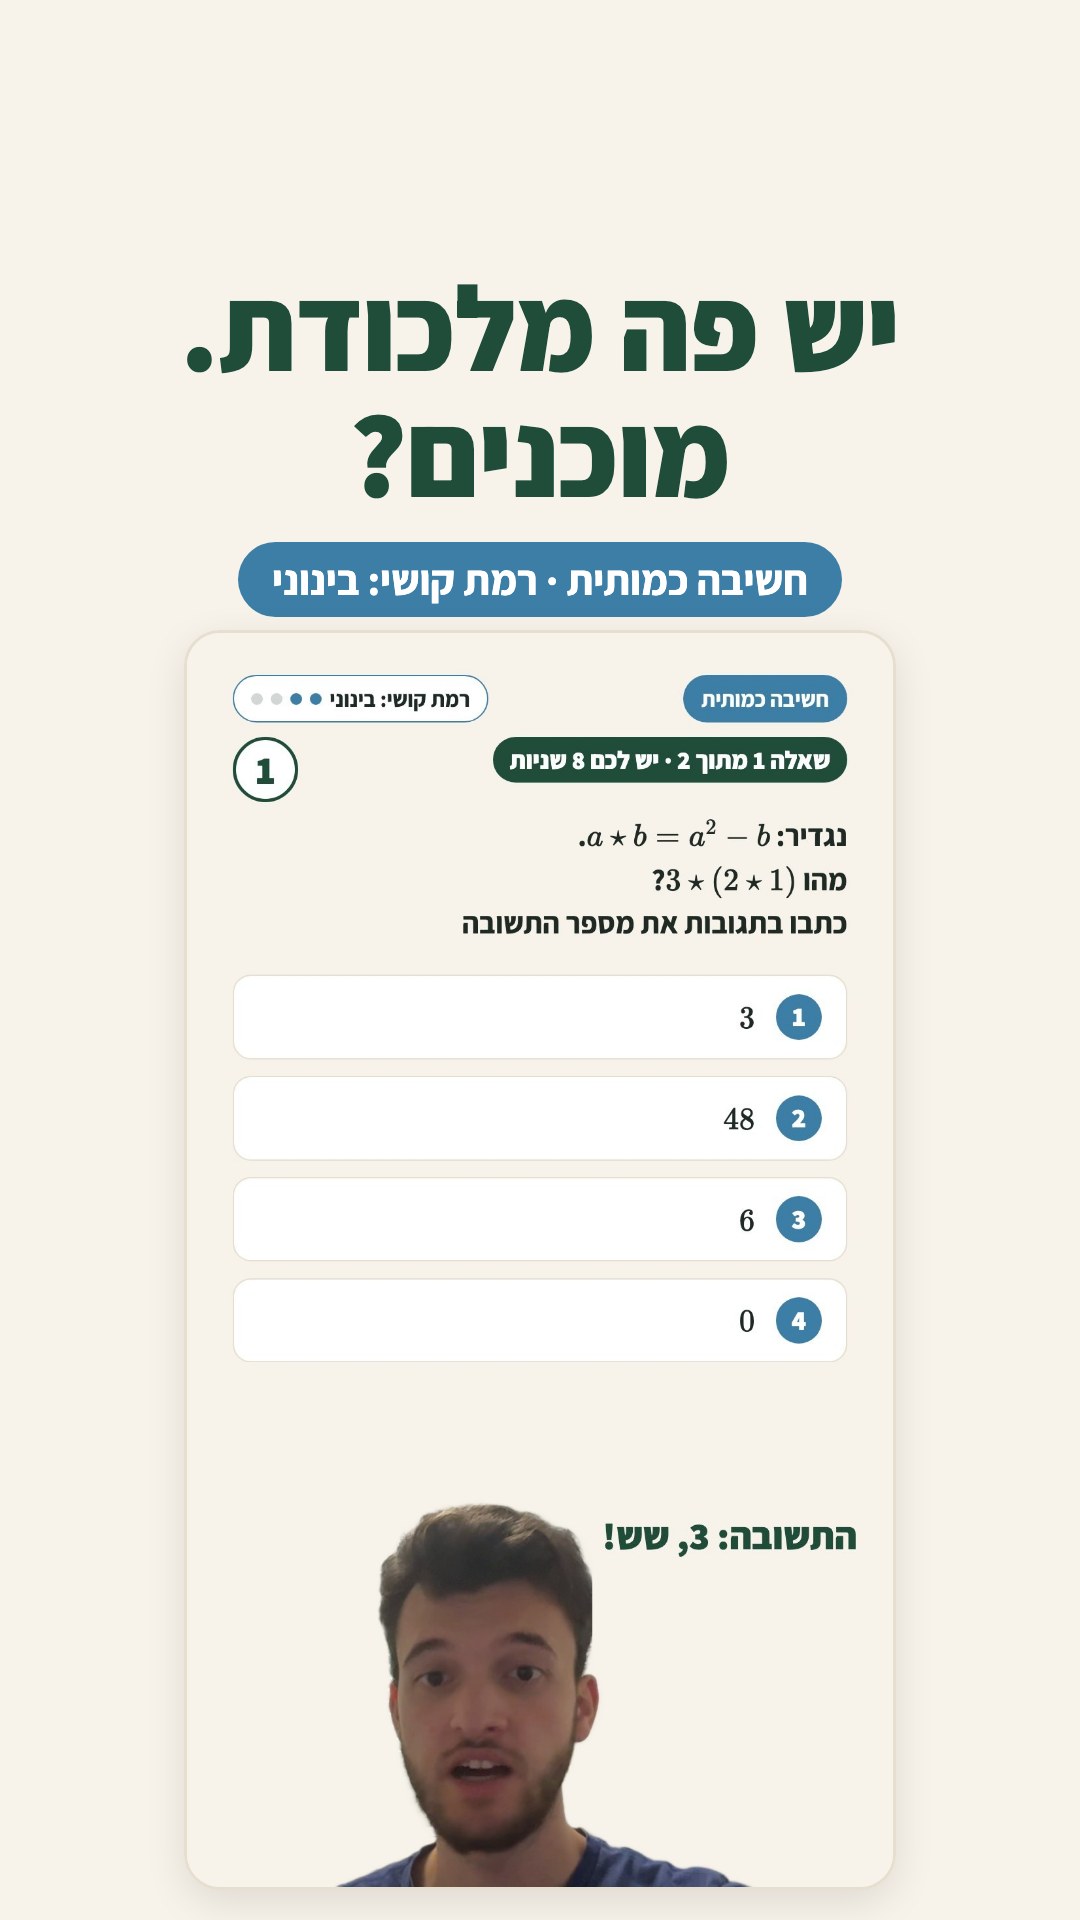 יש פה מלכודת.
מוכנים?
חשיבה כמותית · רמת קושי: בינוני
חשיבה כמותית
רמת קושי: בינוני
שאלה 1 מתוך 2 · יש לכם 8 שניות
1
נגדיר: a ⋆ b = a² − b.
מהו 3 ⋆ (2 ⋆ 1)?
כתבו בתגובות את מספר התשובה
1 3
2 48
3 6
4 0
התשובה: 3, שש!